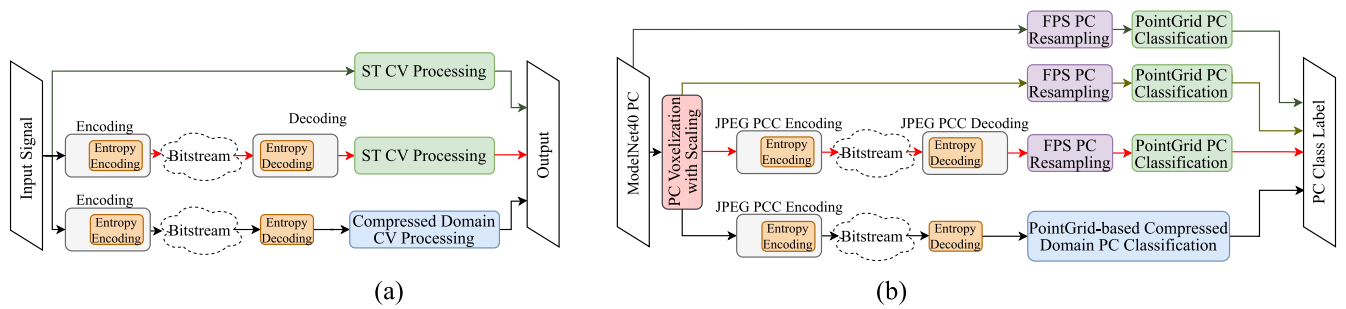 Input Signal
ST CV Processing
Encoding
Entropy
Encoding
Bitstream
Decoding
Entropy
Decoding
ST CV Processing
Encoding
Entropy
Encoding
Bitstream
Entropy
Decoding
Compressed Domain
CV Processing
Output
(a)
ModelNet40 PC
FPS PC
Resampling
PointGrid PC
Classification
PC Voxelization
with Scaling
FPS PC
Resampling
PointGrid PC
Classification
JPEG PCC Encoding
Entropy
Encoding
Bitstream
JPEG PCC Decoding
Entropy
Decoding
FPS PC
Resampling
PointGrid PC
Classification
JPEG PCC Encoding
Entropy
Encoding
Bitstream
Entropy
Decoding
PointGrid-based Compressed
Domain PC Classification
PC Class Label
(b)